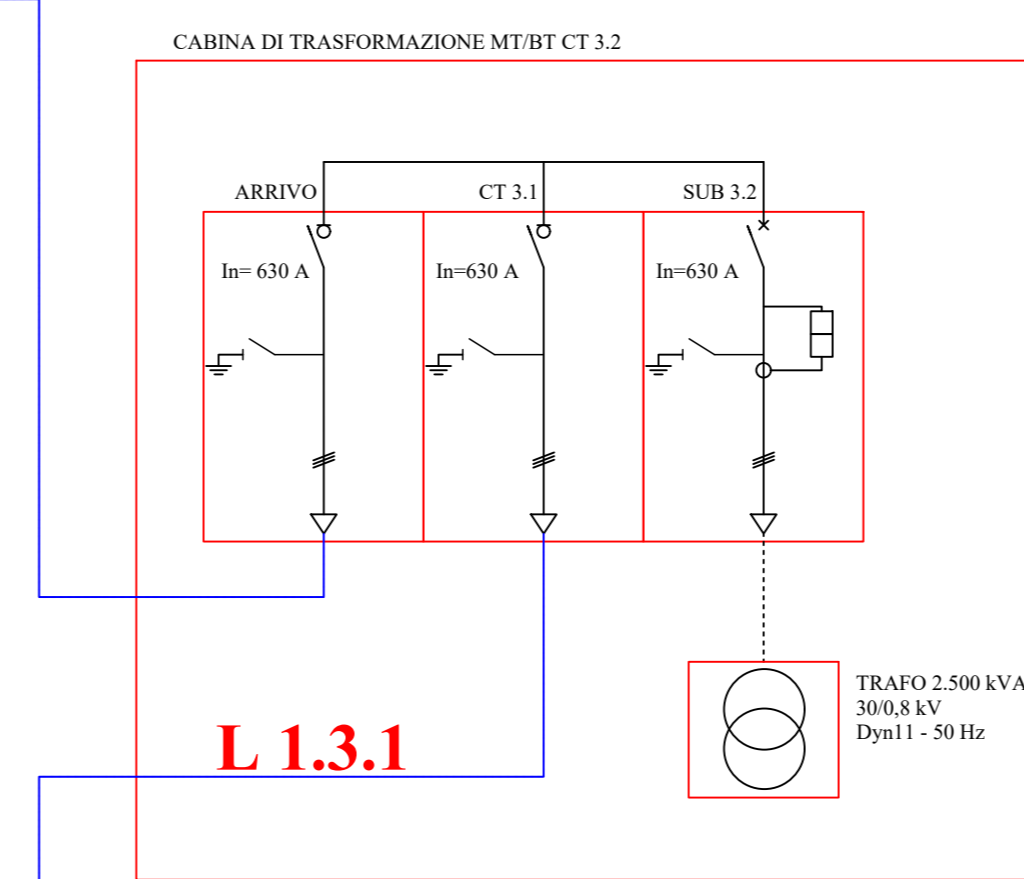 CABINA DI TRASFORMAZIONE MT/BT CT 3.2
ARRIVO
CT 3.1
SUB 3.2
In= 630 A
In=630 A
In=630 A
TRAFO 2.500 kVA
30/0,8 kV
Dyn11 - 50 Hz
L 1.3.1